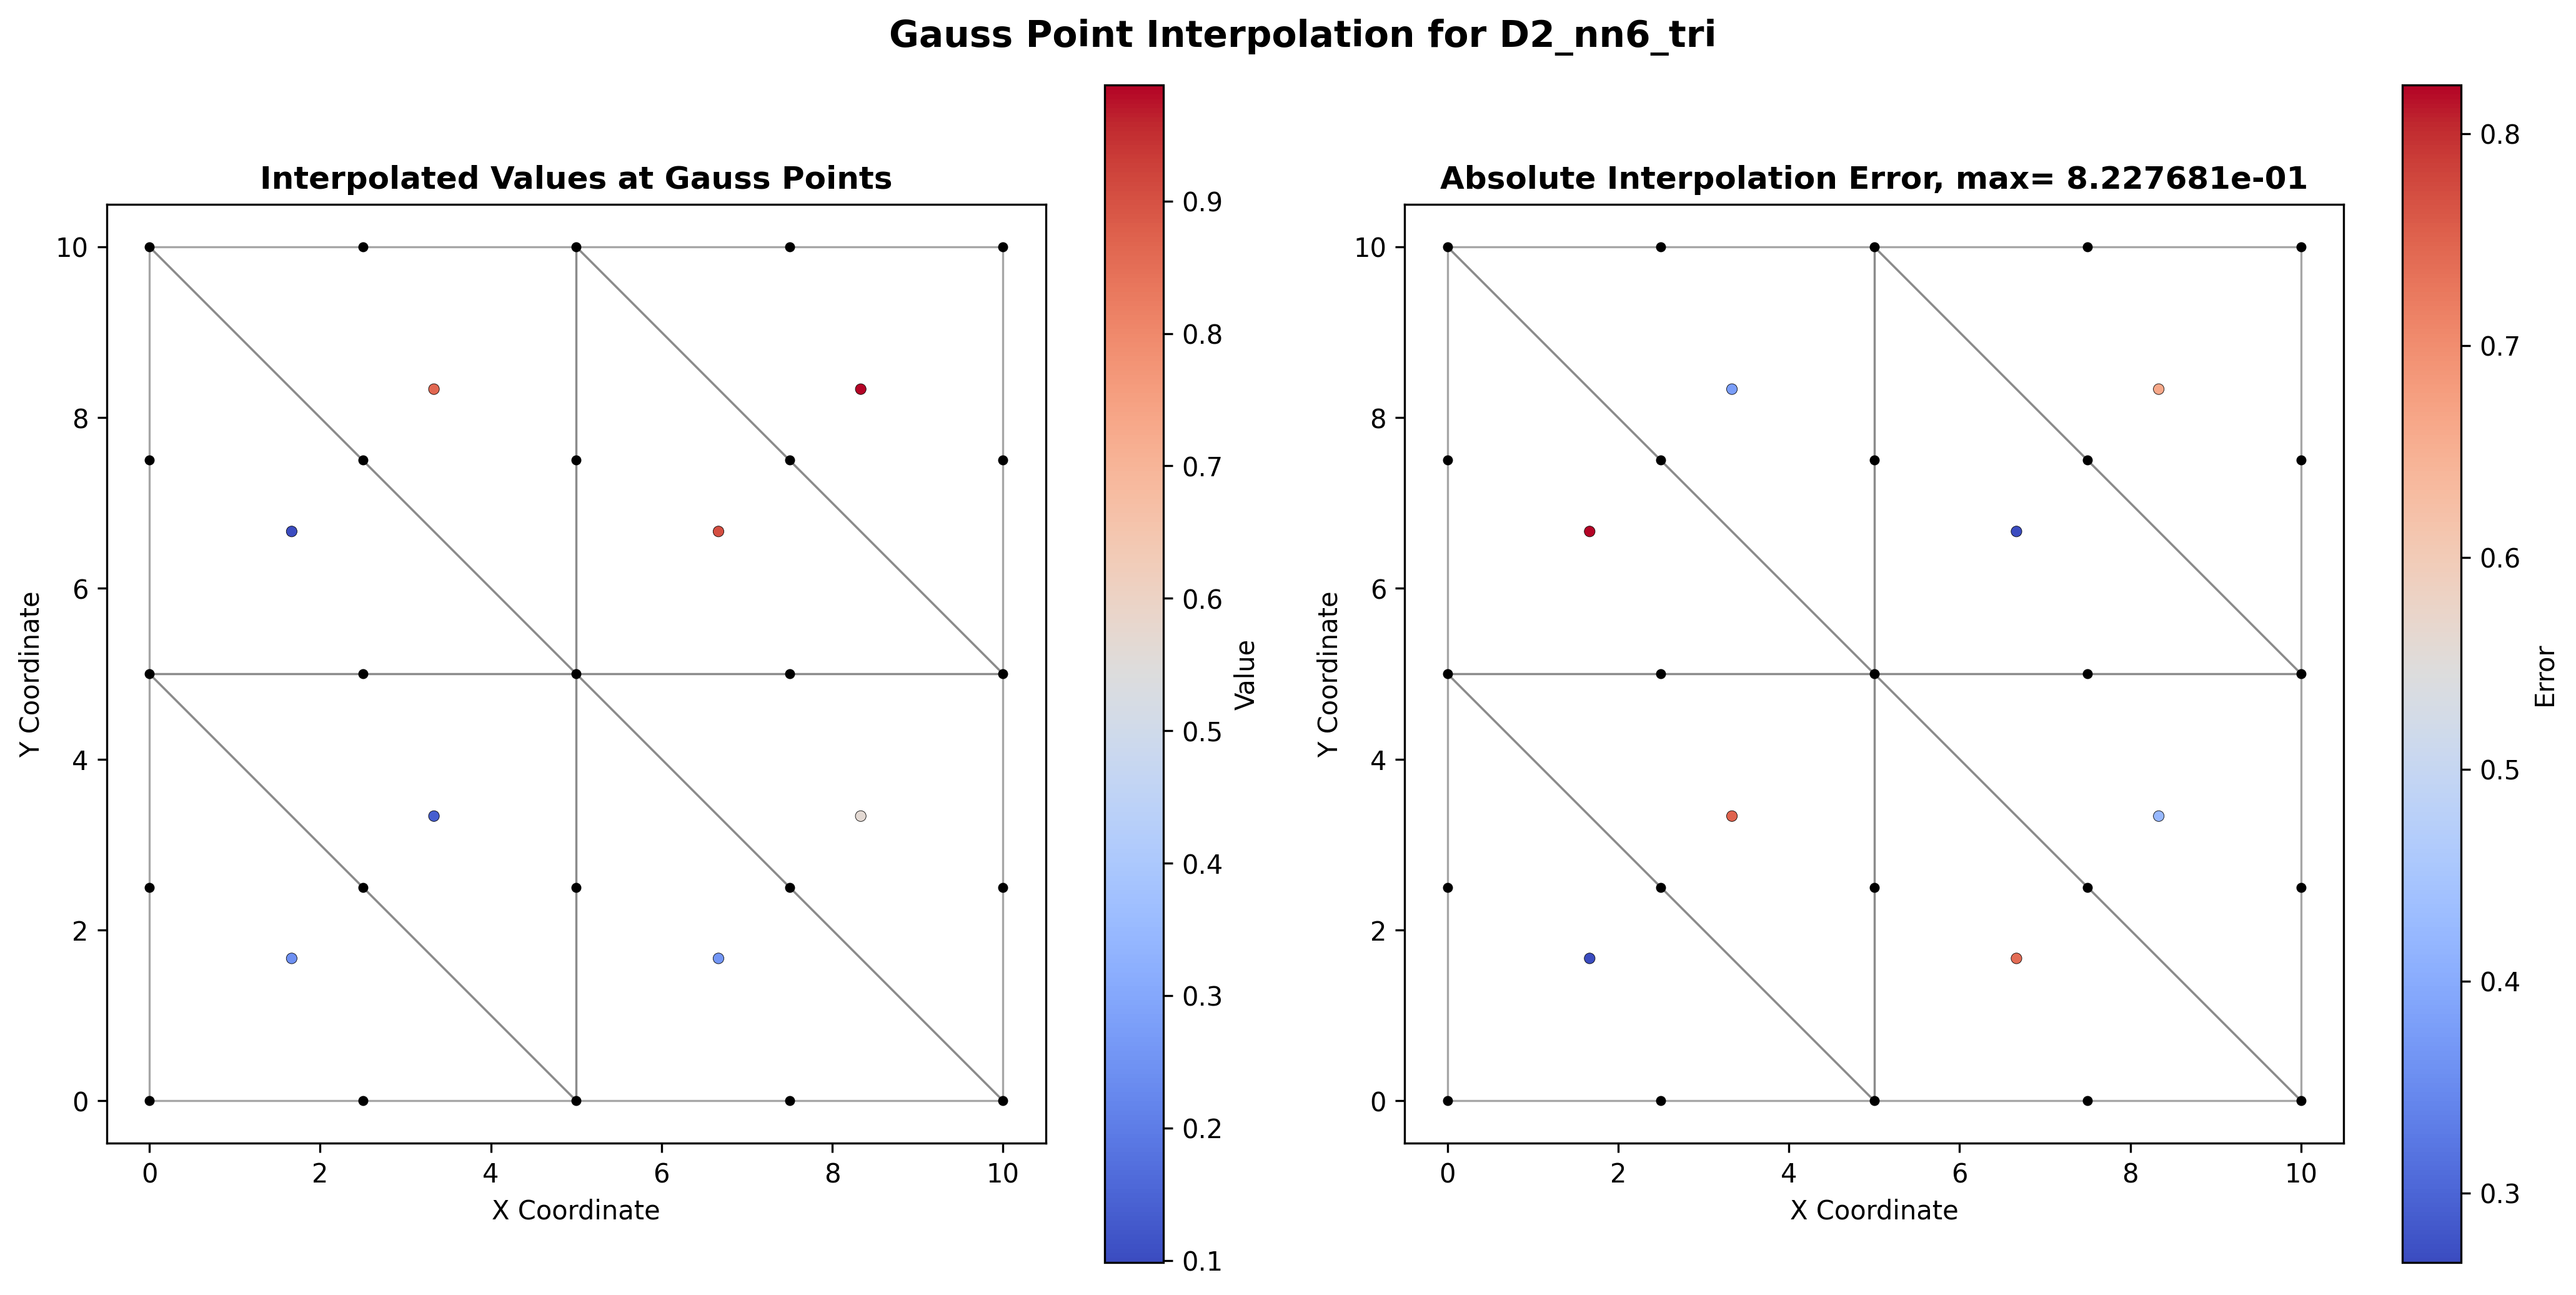 Gauss Point Interpolation for D2_nn6_tri
Interpolated Values at Gauss Points
10
8
6
4
2
0
Y Coordinate
0 2 4 6 8 10
X Coordinate
0.9
0.8
0.7
0.6
0.5
0.4
0.3
0.2
0.1
Value
Absolute Interpolation Error, max= 8.227681e-01
10
8
6
4
2
0
Y Coordinate
0 2 4 6 8 10
X Coordinate
0.8
0.7
0.6
0.5
0.4
0.3
Error